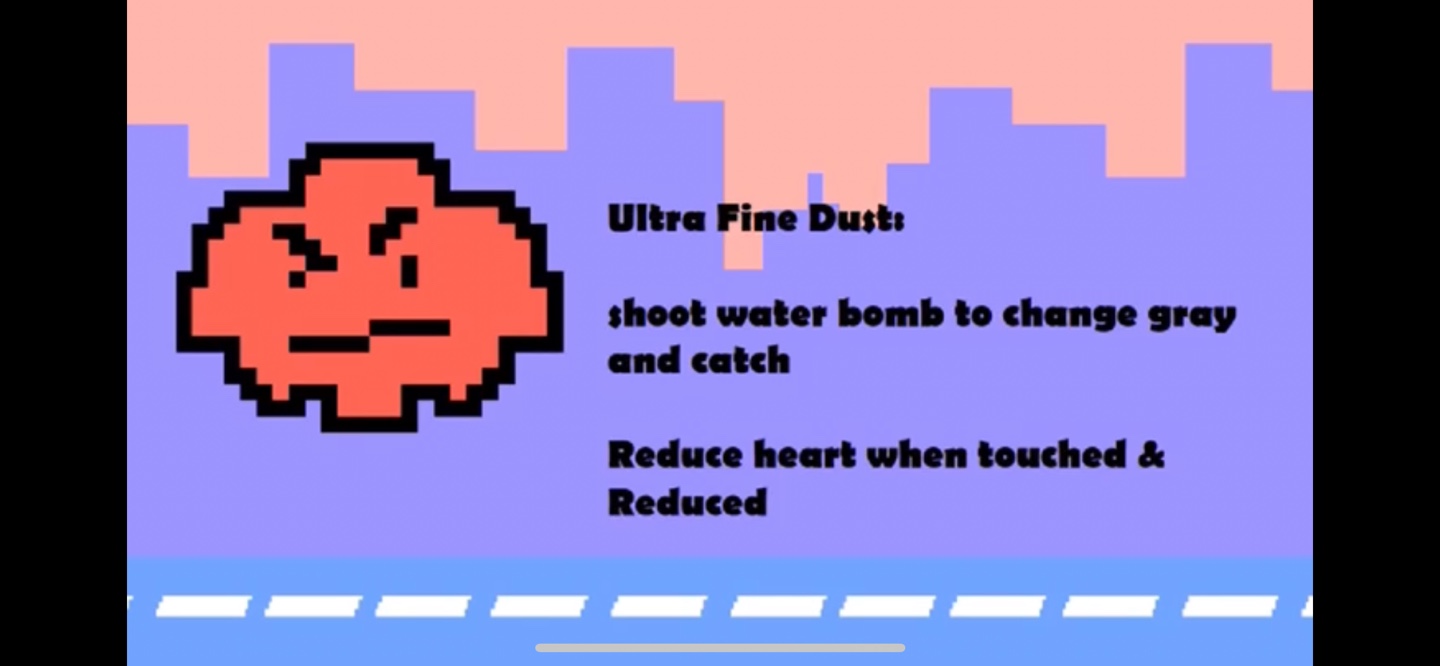 Ultra Fine Dust:
shoot water bomb to change gray
and catch
Reduce heart when touched &
Reduced